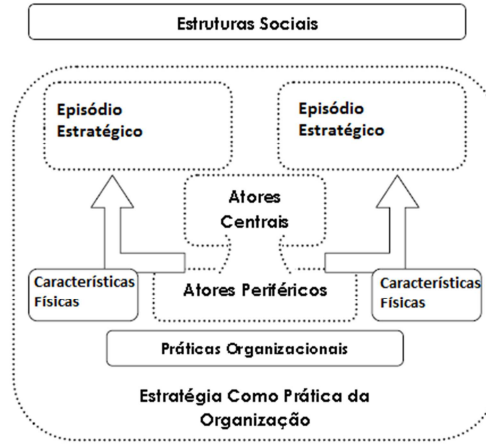 Estruturas Sociais
Episódio
Estratégico
Episódio
Estratégico
Atores
Centrais
Características
Físicas
Atores Periféricos
Características
Físicas
Práticas Organizacionais
Estratégia Como Prática da
Organização